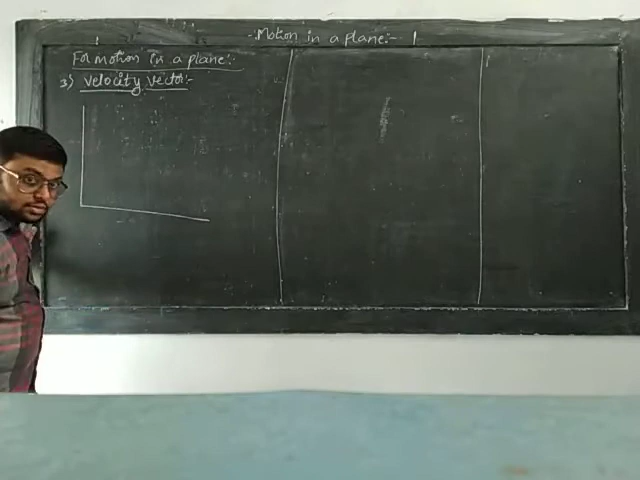 -:Motion in a plane:-
For motion in a plane:-
3) Velocity vector:-